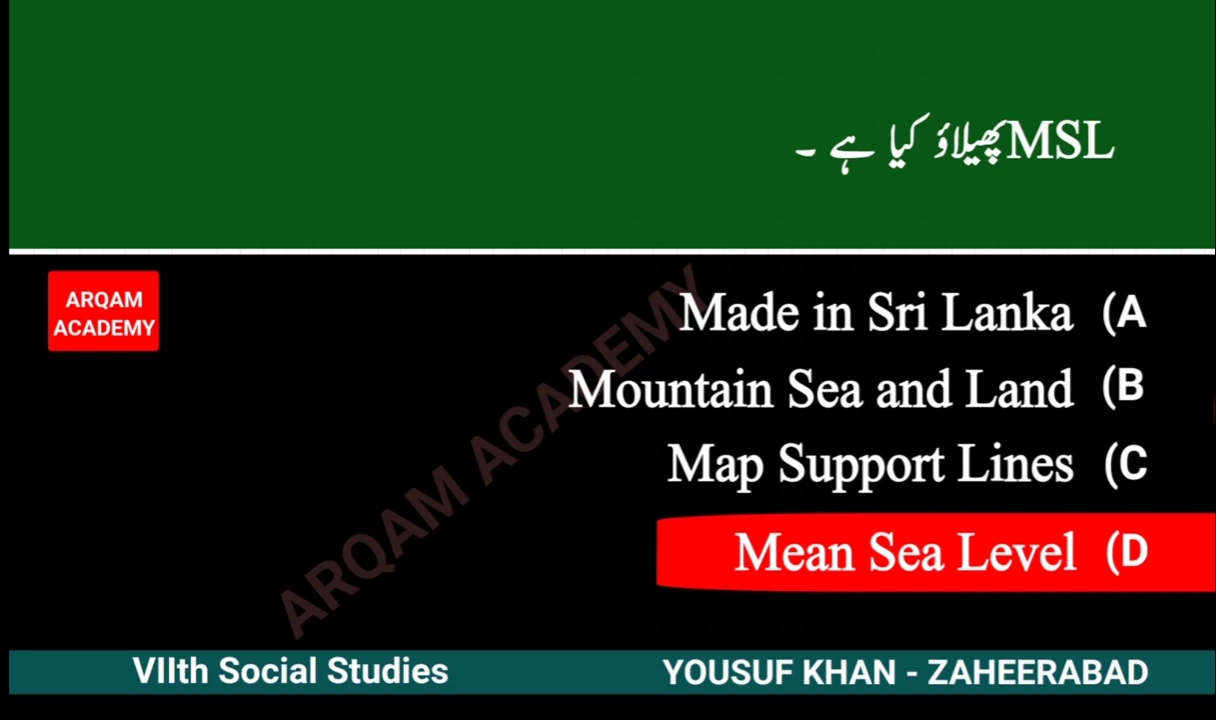 MSL پھیلاؤ کیا ہے ۔
ARQAM
ACADEMY
(A Made in Sri Lanka
(B Mountain Sea and Land
(C Map Support Lines
(D Mean Sea Level
ARQAM ACADEMY
VIIth Social Studies
YOUSUF KHAN - ZAHEERABAD